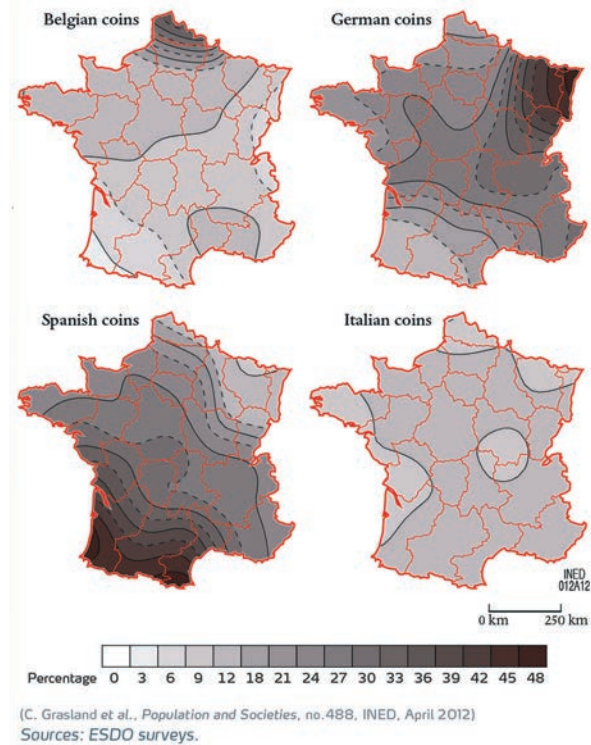 Belgian coins
German coins
Spanish coins
Italian coins
INED
012A12
0 km 250 km
Percentage 0 3 6 9 12 18 21 24 27 30 33 36 39 42 45 48
(C. Grasland et al., Population and Societies, no.488, INED, April 2012)
Sources: ESDO surveys.